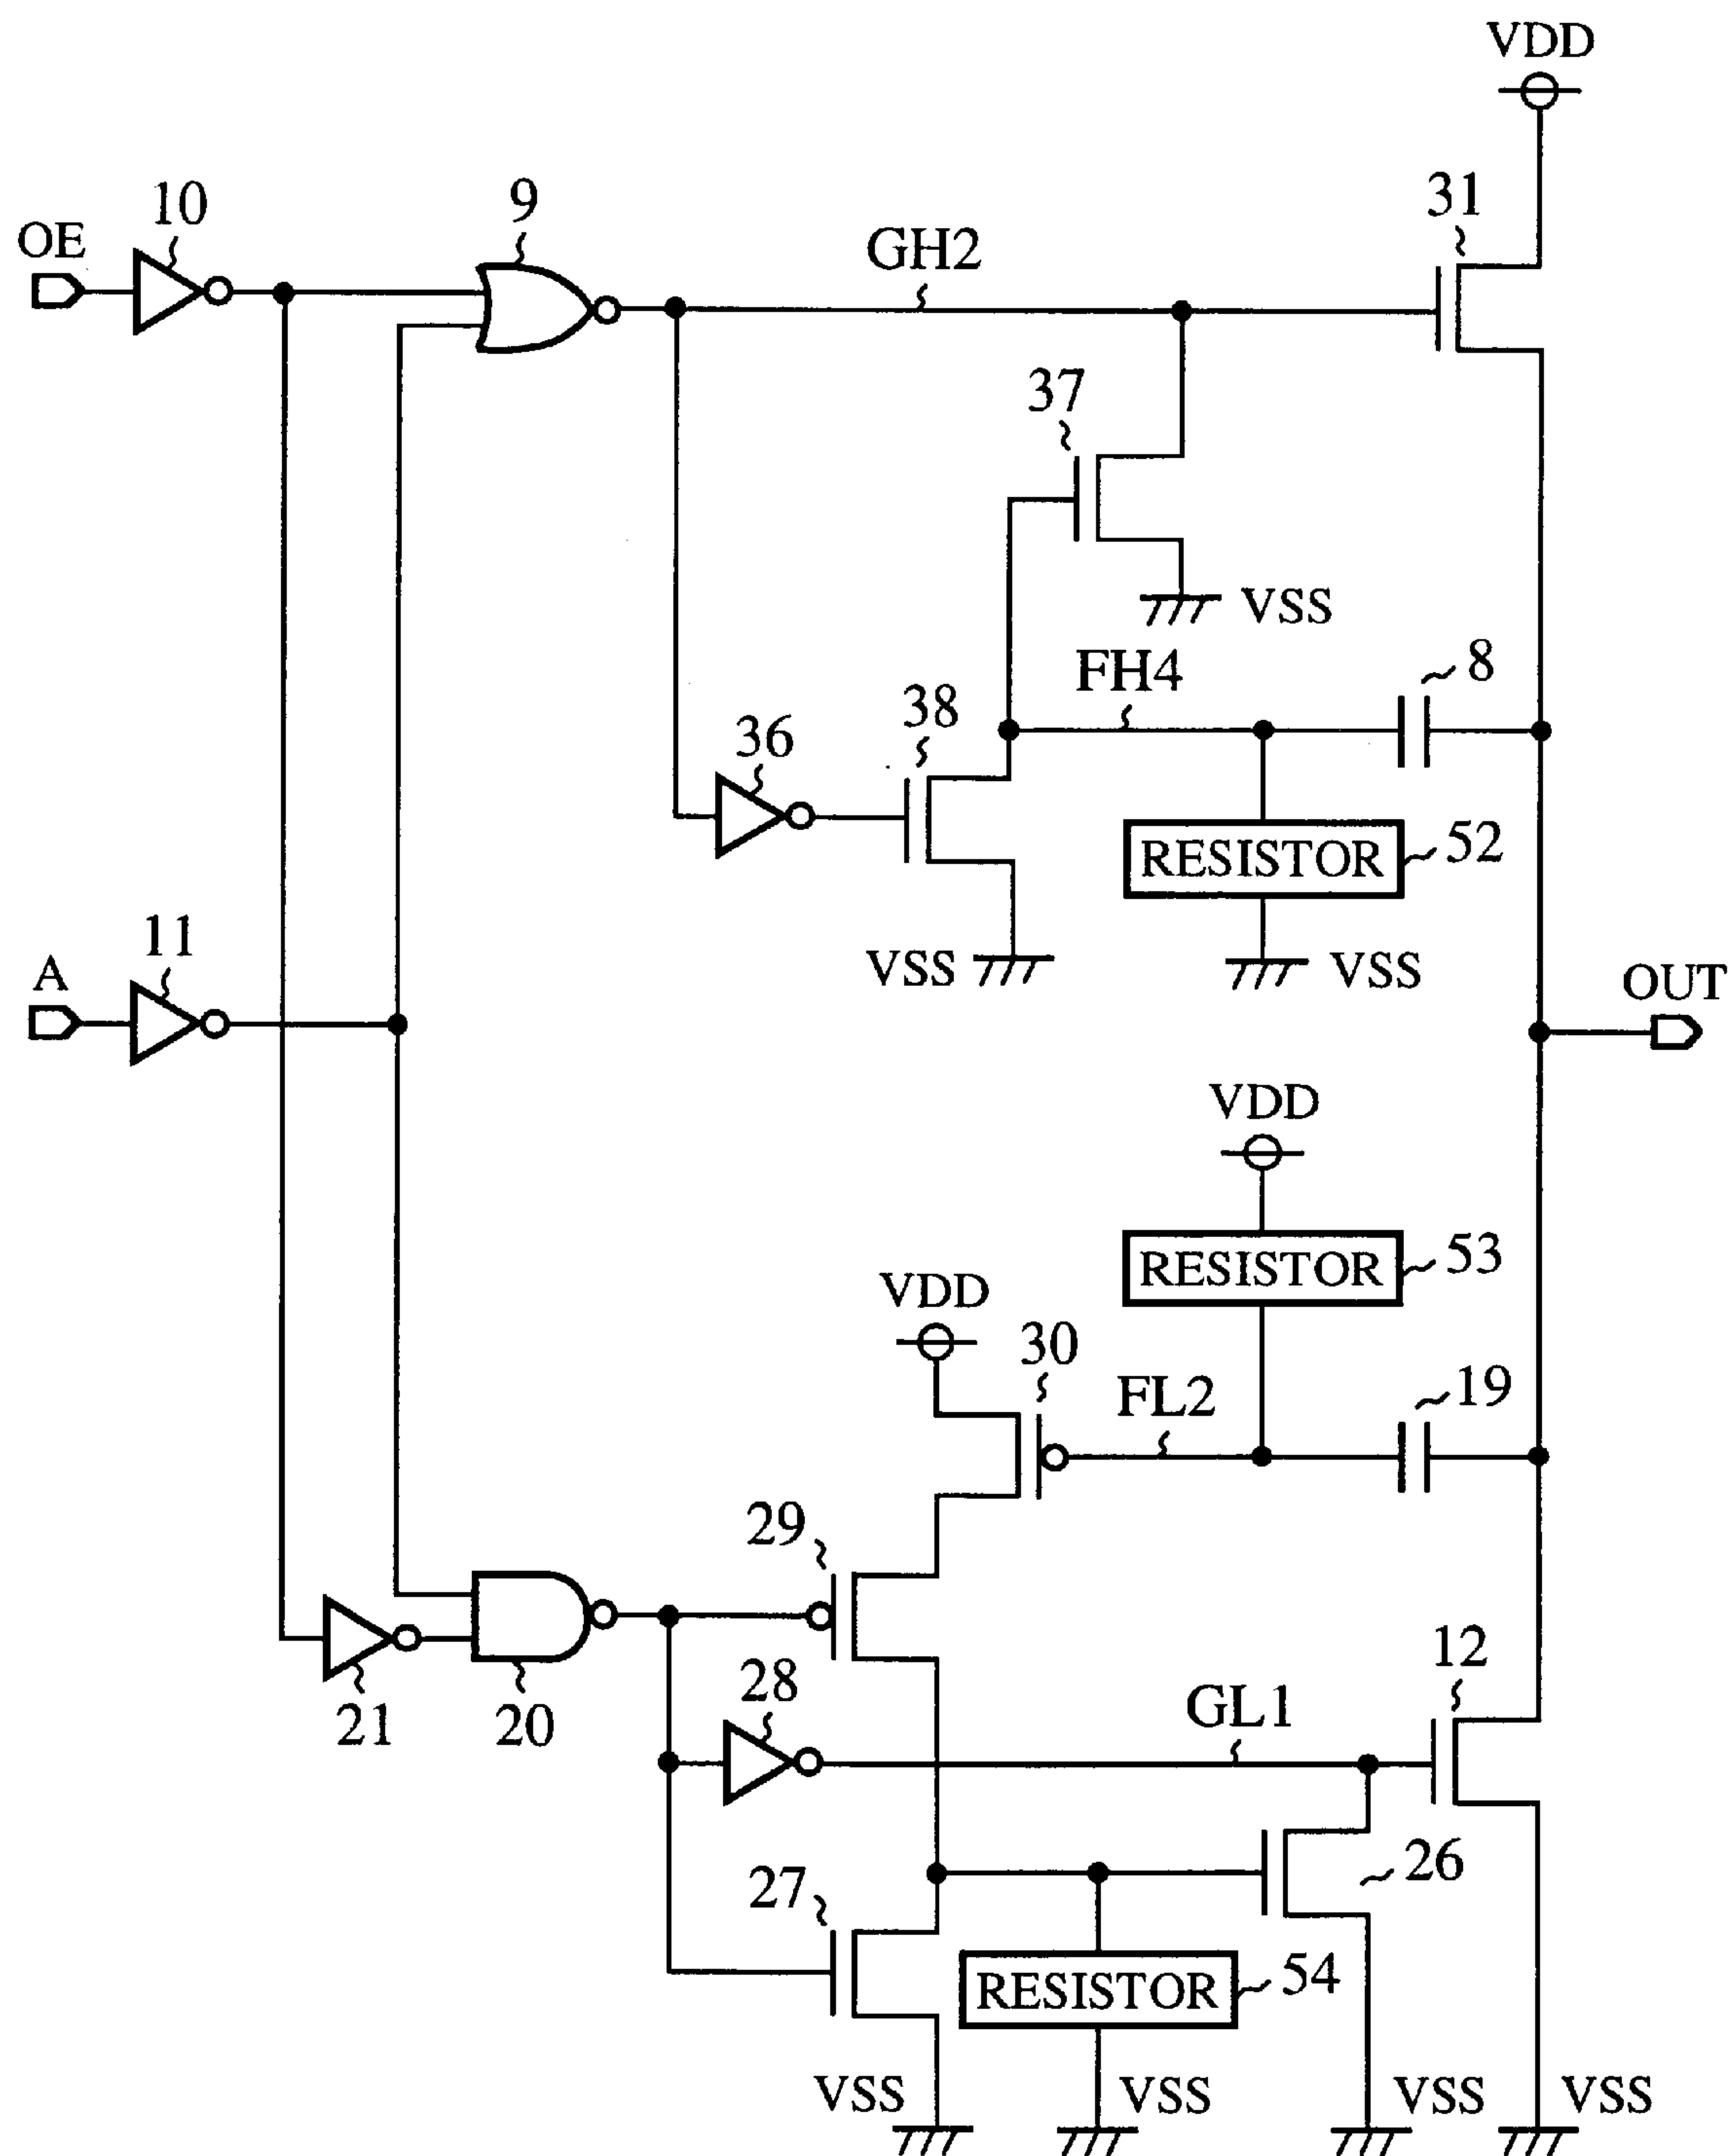 VDD
31
10
9
OE
GH2
37
VSS
8
FH4
38
36
RESISTOR
52
11
VSS
VSS
A
OUT
VDD
RESISTOR
53
VDD
30
19
FL2
29
12
28
GL1
21
20
27
26
RESISTOR
54
VSS
VSS
VSS
VSS